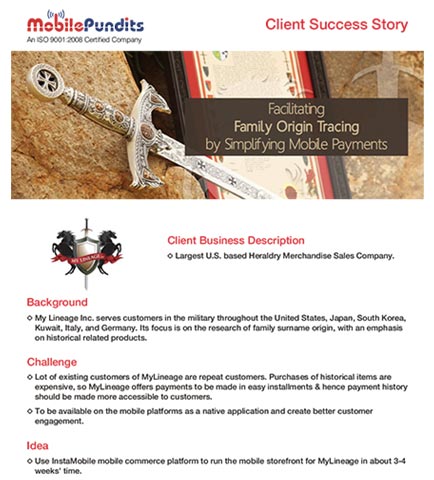 MobilePundits
An ISO 9001:2008 Certified Company
Client Success Story
Facilitating
Family Origin Tracing
by Simplifying Mobile Payments
MY LINEAGE
Client Business Description
◊ Largest U.S. based Heraldry Merchandise Sales Company.
Background
◊ My Lineage Inc. serves customers in the military throughout the United States, Japan, South Korea,
Kuwait, Italy, and Germany. Its focus is on the research of family surname origin, with an emphasis
on historical related products.
Challenge
◊ Lot of existing customers of MyLineage are repeat customers. Purchases of historical items are
expensive, so MyLineage offers payments to be made in easy installments & hence payment history
should be made more accessible to customers.
◊ To be available on the mobile platforms as a native application and create better customer
engagement.
Idea
◊ Use InstaMobile mobile commerce platform to run the mobile storefront for MyLineage in about 3-4
weeks' time.